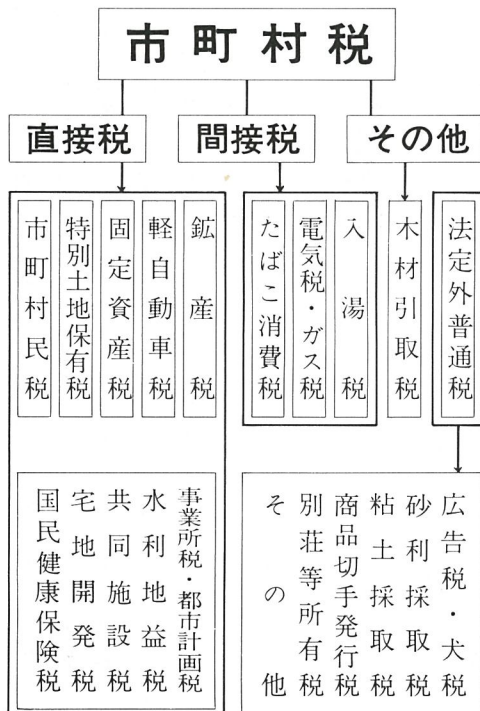 市町村税
直接税
間接税
その他
市町村民税
特別土地保有税
固定資産税
軽自動車税
鉱産税
たばこ消費税
電気税・ガス税
入湯税
木材引取税
法定外普通税
国民健康保険税
宅地開発税
共同施設税
水利地益税
事業所税・都市計画税
その他
別荘等所有税
商品切手発行税
粘土採取税
砂利採取税
広告税・犬税